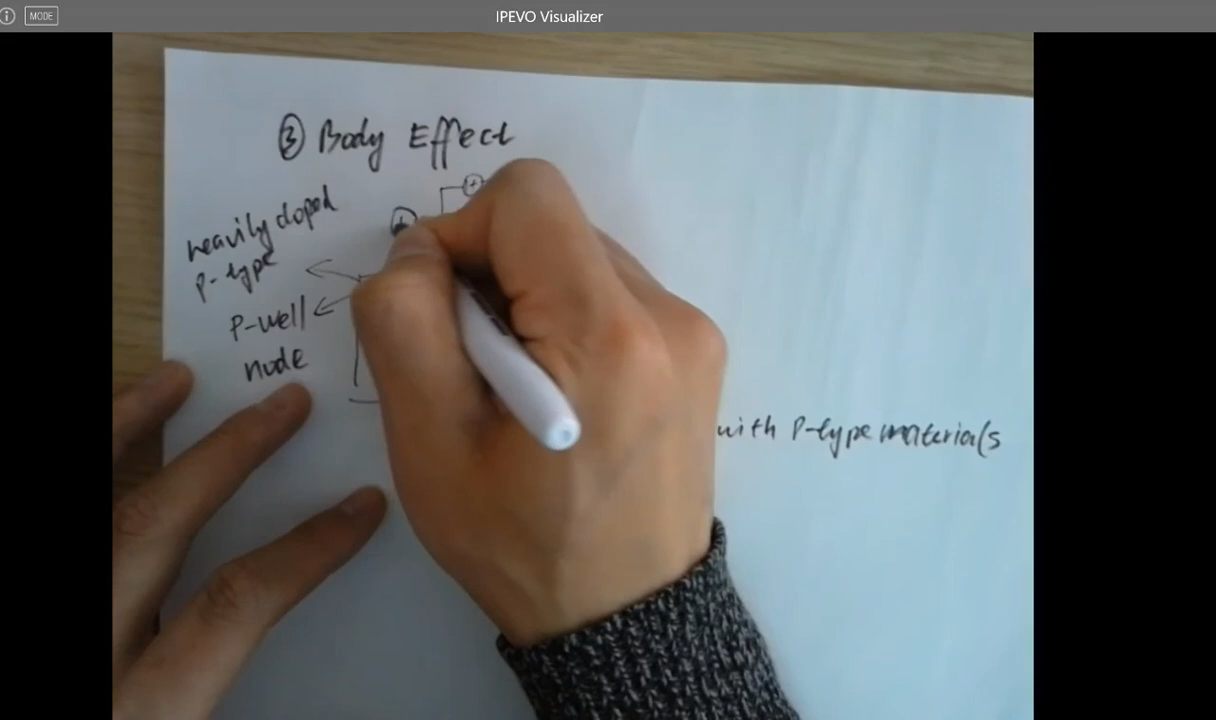 MODE
IPEVO Visualizer
③ Body Effect
heavily doped
P-type
P-well
node
with P-type materials